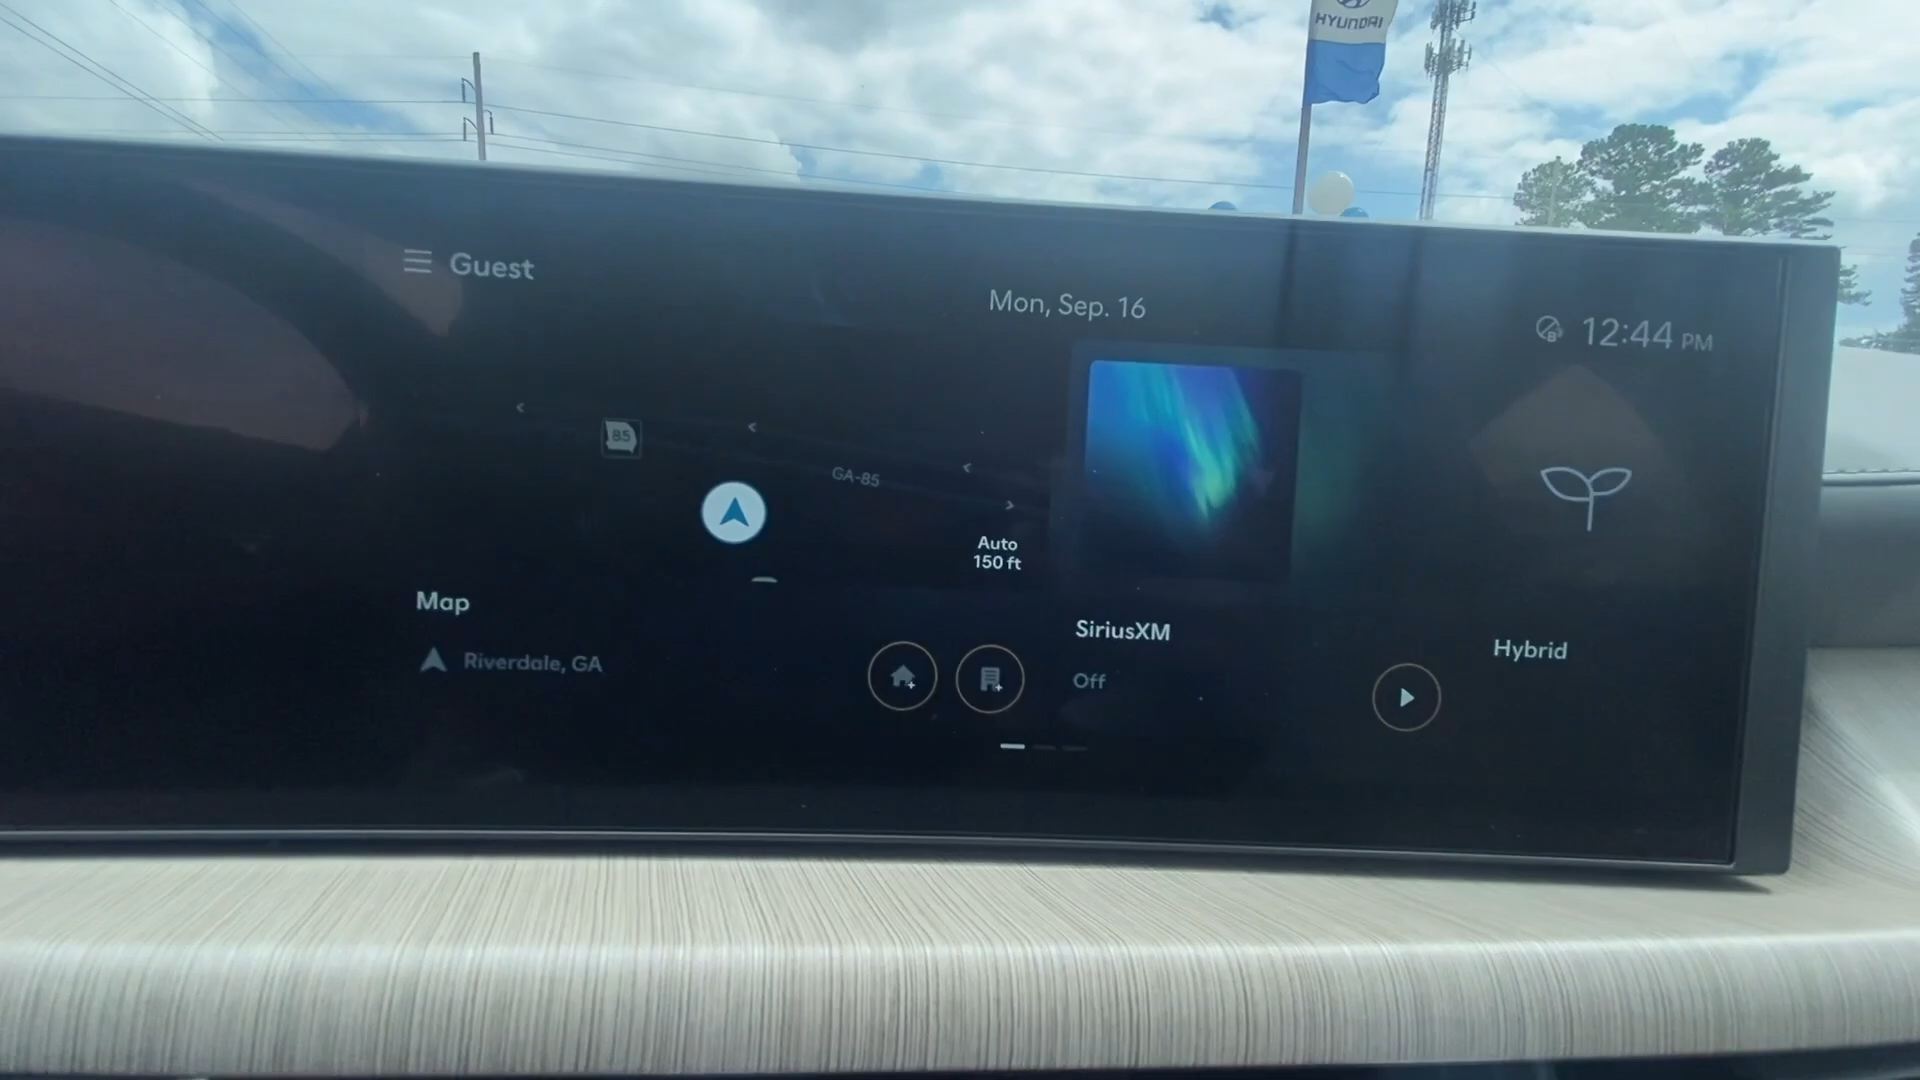 HYUNDAI
Guest
Mon, Sep. 16
12:44 PM
85
GA-85
Auto
150 ft
Map
Riverdale, GA
SiriusXM
Off
Hybrid